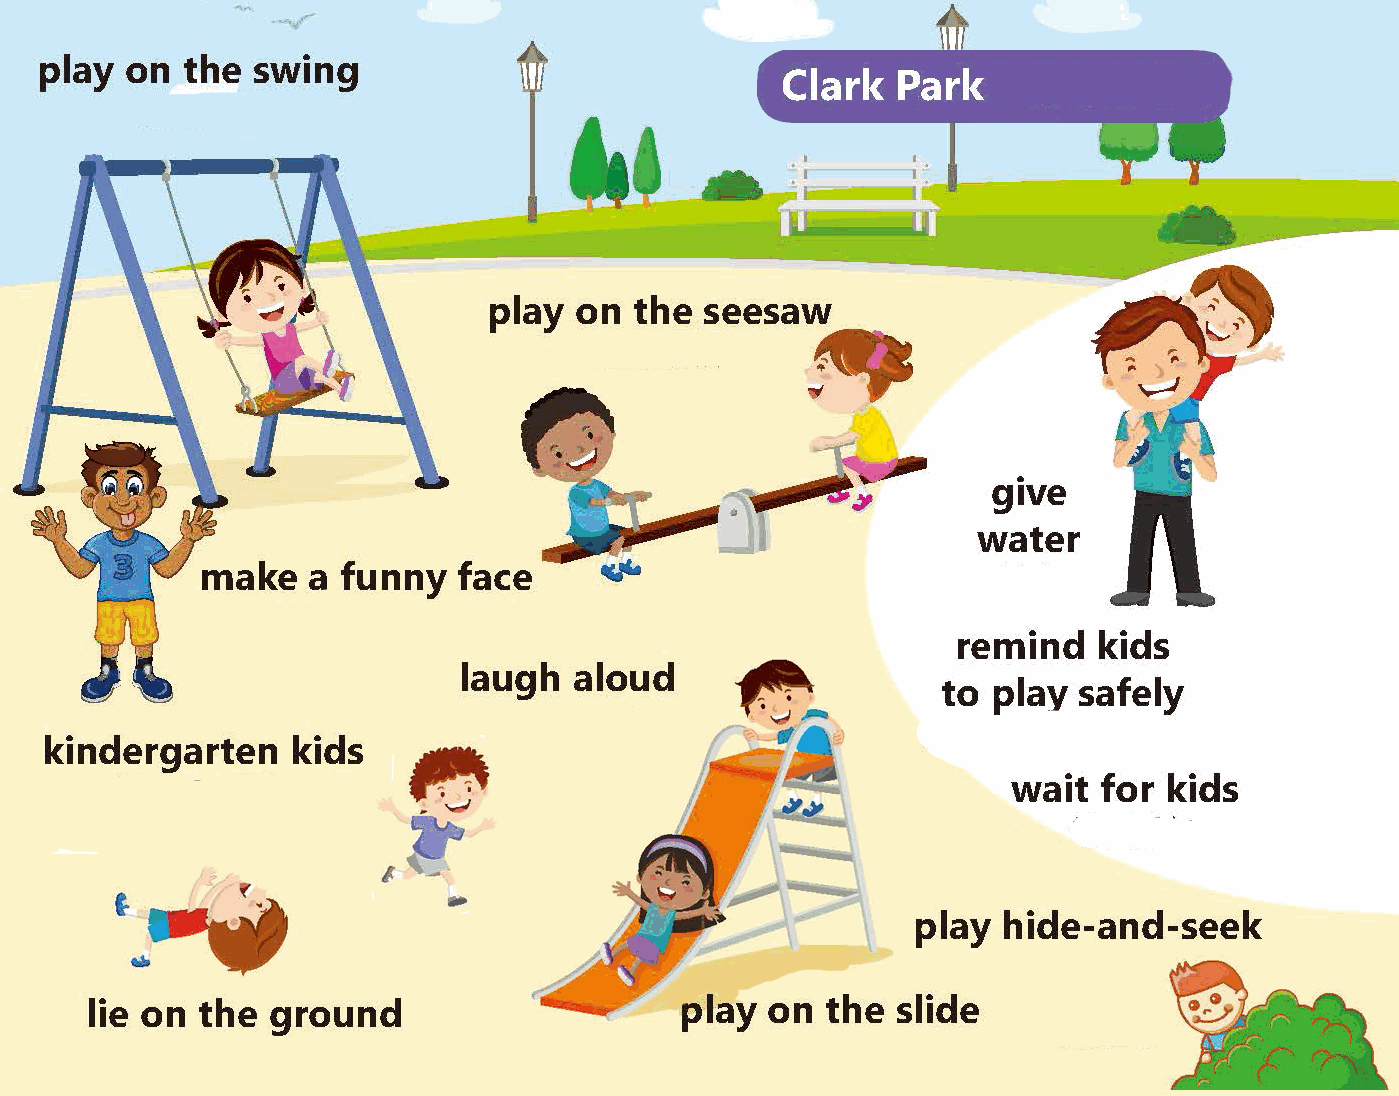 play on the swing
Clark Park
play on the seesaw
give
water
make a funny face
remind kids
to play safely
laugh aloud
kindergarten kids
wait for kids
play hide-and-seek
lie on the ground
play on the slide
3